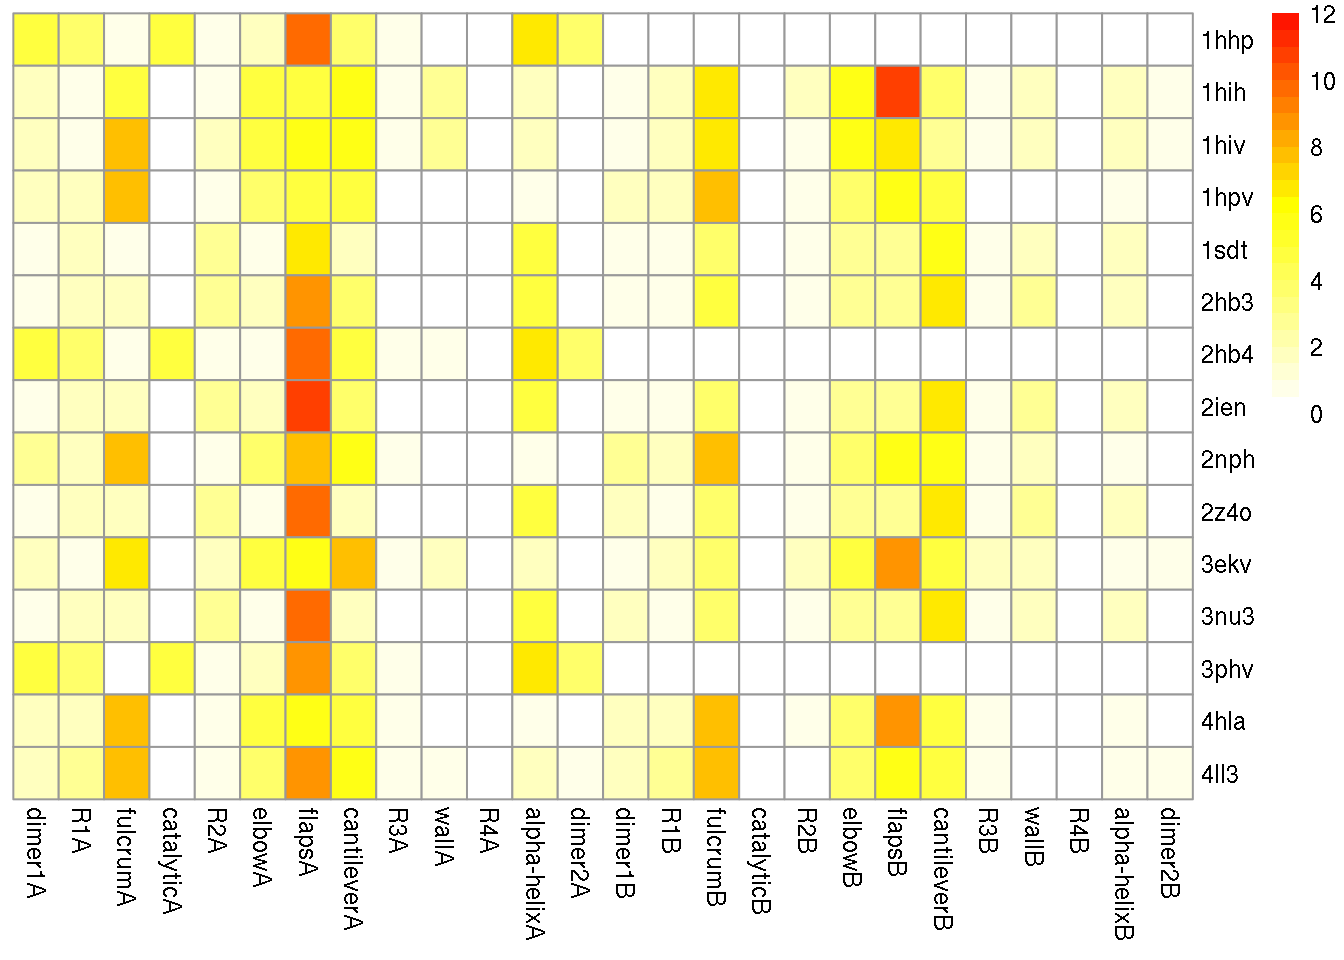 12
10
8
6
4
2
0
1hhp
1hih
1hiv
1hpv
1sdt
2hb3
2hb4
2ien
2nph
2z4o
3ekv
3nu3
3phv
4hla
4ll3
dimer1A
R1A
fulcrumA
catalyticA
R2A
elbowA
flapsA
cantileverA
R3A
wallA
R4A
alpha-helixA
dimer2A
dimer1B
R1B
fulcrumB
catalyticB
R2B
elbowB
flapsB
cantileverB
R3B
wallB
R4B
alpha-helixB
dimer2B